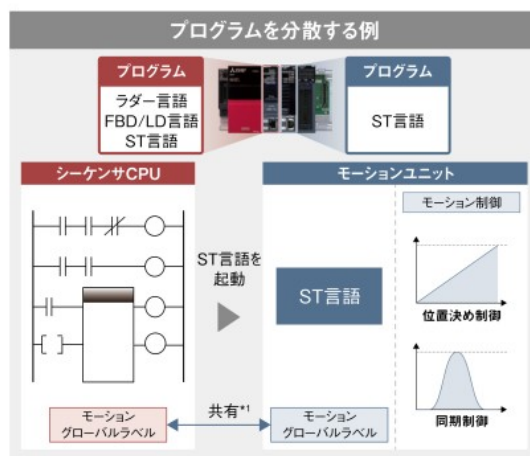 プログラムを分散する例
プログラム
ラダー言語
FBD/LD言語
ST言語
プログラム
ST言語
シーケンサCPU
モーションユニット
ST言語を
起動
ST言語
モーション制御
位置決め制御
同期制御
モーション
グローバルラベル
共有*1
モーション
グローバルラベル